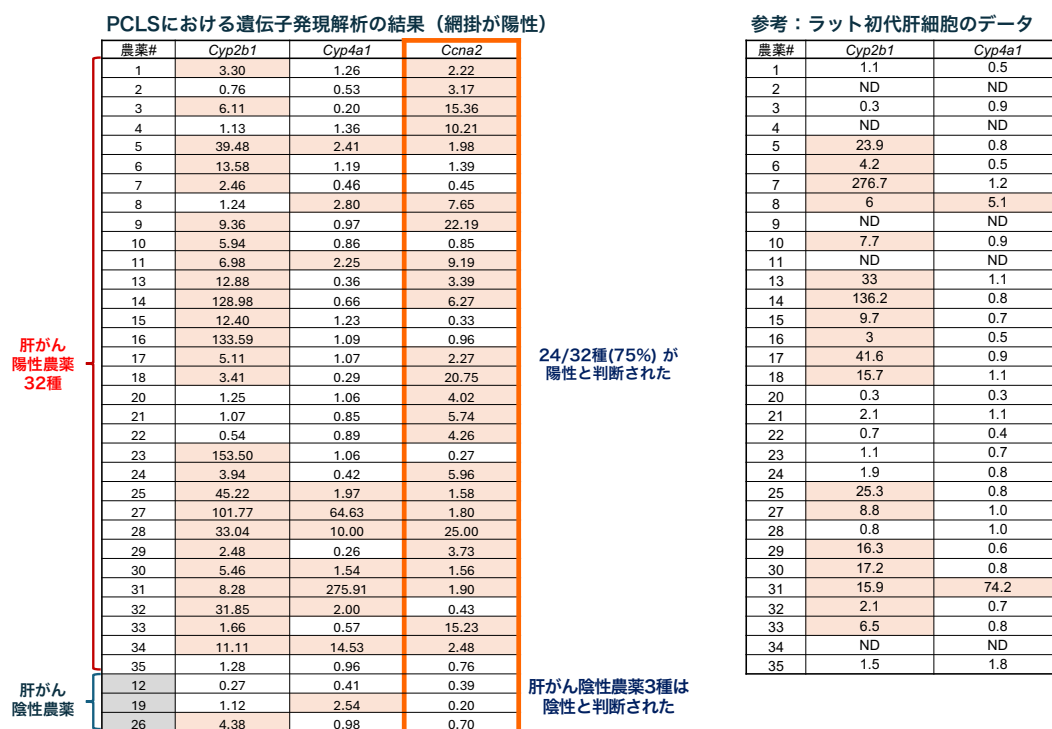 PCLSにおける遺伝子発現解析の結果（網掛が陽性）
農薬# Cyp2b1 Cyp4a1 Ccna2
1 3.30 1.26 2.22
2 0.76 0.53 3.17
3 6.11 0.20 15.36
4 1.13 1.36 10.21
5 39.48 2.41 1.98
6 13.58 1.19 1.39
7 2.46 0.46 0.45
8 1.24 2.80 7.65
9 9.36 0.97 22.19
10 5.94 0.86 0.85
11 6.98 2.25 9.19
13 12.88 0.36 3.39
14 128.98 0.66 6.27
15 12.40 1.23 0.33
16 133.59 1.09 0.96
17 5.11 1.07 2.27
18 3.41 0.29 20.75
20 1.25 1.06 4.02
21 1.07 0.85 5.74
22 0.54 0.89 4.26
23 153.50 1.06 0.27
24 3.94 0.42 5.96
25 45.22 1.97 1.58
27 101.77 64.63 1.80
28 33.04 10.00 25.00
29 2.48 0.26 3.73
30 5.46 1.54 1.56
31 8.28 275.91 1.90
32 31.85 2.00 0.43
33 1.66 0.57 15.23
34 11.11 14.53 2.48
35 1.28 0.96 0.76
12 0.27 0.41 0.39
19 1.12 2.54 0.20
26 4.38 0.98 0.70
肝がん
陽性農薬
32種
肝がん
陰性農薬
24/32種(75%) が
陽性と判断された
肝がん陰性農薬3種は
陰性と判断された
参考：ラット初代肝細胞のデータ
農薬# Cyp2b1 Cyp4a1
1 1.1 0.5
2 ND ND
3 0.3 0.9
4 ND ND
5 23.9 0.8
6 4.2 0.5
7 276.7 1.2
8 6 5.1
9 ND ND
10 7.7 0.9
11 ND ND
13 33 1.1
14 136.2 0.8
15 9.7 0.7
16 3 0.5
17 41.6 0.9
18 15.7 1.1
20 0.3 0.3
21 2.1 1.1
22 0.7 0.4
23 1.1 0.7
24 1.9 0.8
25 25.3 0.8
27 8.8 1.0
28 0.8 1.0
29 16.3 0.6
30 17.2 0.8
31 15.9 74.2
32 2.1 0.7
33 6.5 0.8
34 ND ND
35 1.5 1.8